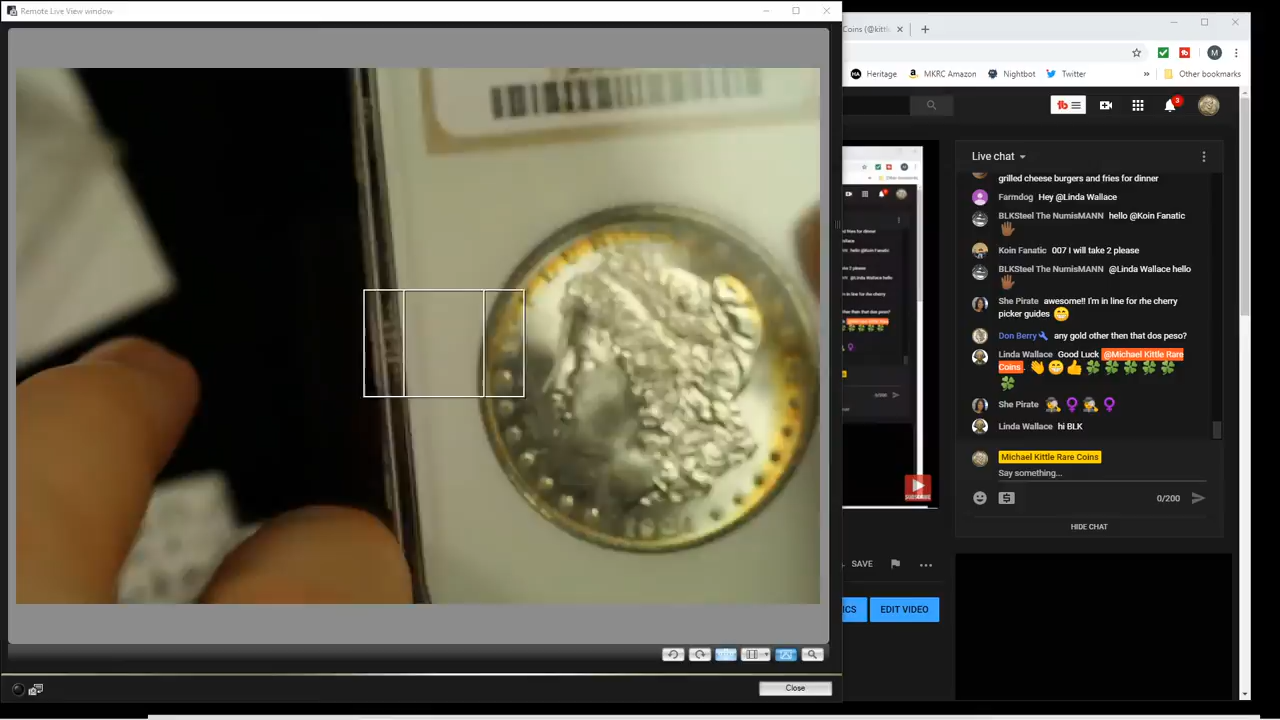 Remote Live View window
Coins (@kittl
Heritage
MKRC Amazon
Nightbot
Twitter
»
Other bookmarks
M
3
Live chat
grilled cheese burgers and fries for dinner
Farmdog Hey @Linda Wallace
BLKSteel The NumisMANN hello @Koin Fanatic
Koin Fanatic 007 I will take 2 please
BLKSteel The NumisMANN @Linda Wallace hello
She Pirate awesome!! I'm in line for rhe cherry
picker guides
Don Berry any gold other then that dos peso?
Linda Wallace Good Luck @Michael Kittle Rare
Coins
She Pirate
Linda Wallace hi BLK
Michael Kittle Rare Coins
Say something...
0/200
HIDE CHAT
SAVE
ICS
EDIT VIDEO
Close